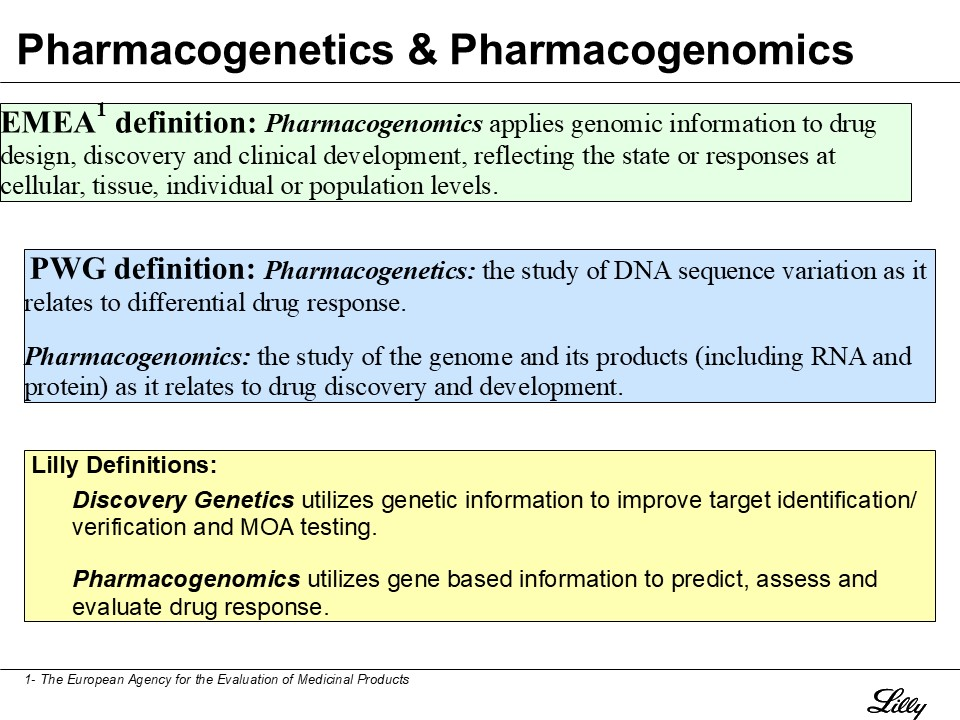 Pharmacogenetics & Pharmacogenomics
EMEA1 definition: Pharmacogenomics applies genomic information to drug
design, discovery and clinical development, reflecting the state or responses at
cellular, tissue, individual or population levels.
PWG definition: Pharmacogenetics: the study of DNA sequence variation as it
relates to differential drug response.
Pharmacogenomics: the study of the genome and its products (including RNA and
protein) as it relates to drug discovery and development.
Lilly Definitions:
Discovery Genetics utilizes genetic information to improve target identification/
verification and MOA testing.
Pharmacogenomics utilizes gene based information to predict, assess and
evaluate drug response.
1- The European Agency for the Evaluation of Medicinal Products
Lilly